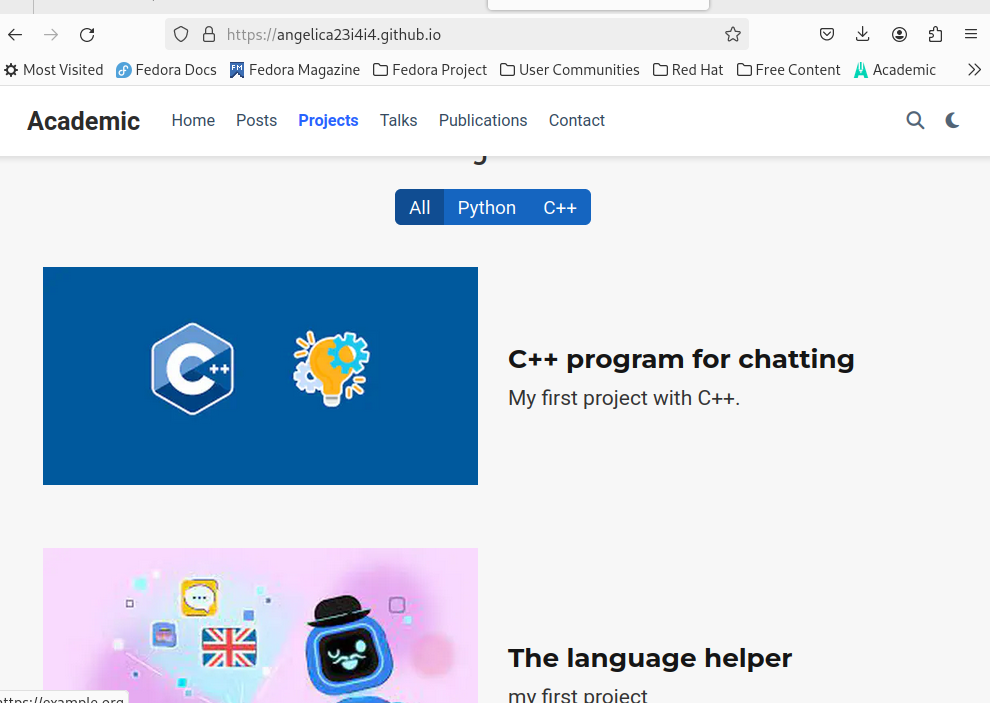 https://angelica23i4i4.github.io
Most Visited Fedora Docs Fedora Magazine Fedora Project User Communities Red Hat Free Content Academic
Academic Home Posts Projects Talks Publications Contact
All Python C++
C++
C++ program for chatting
My first project with C++.
The language helper
my first project
https://example.org